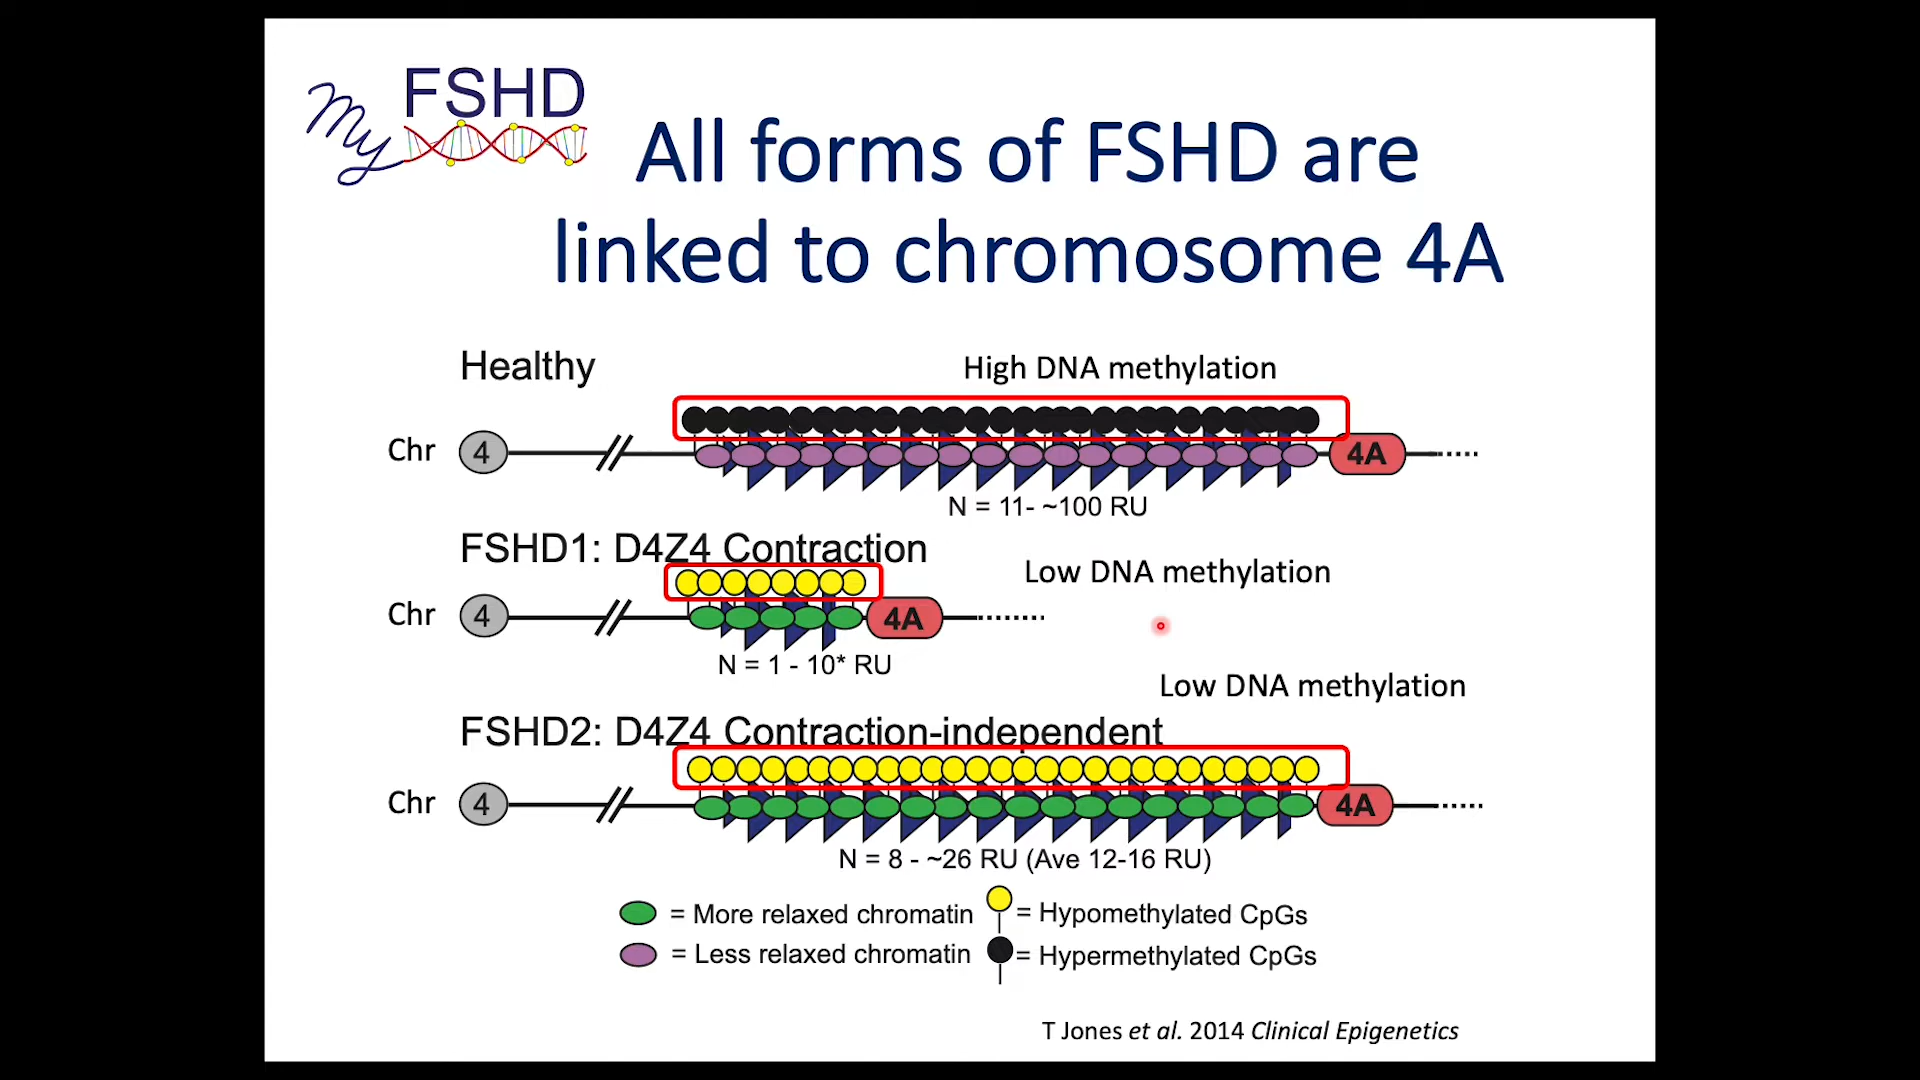 My FSHD
All forms of FSHD are
linked to chromosome 4A
Healthy
High DNA methylation
Chr 4 4A
N = 11- ~100 RU
FSHD1: D4Z4 Contraction
Low DNA methylation
Chr 4 4A
N = 1 - 10* RU
Low DNA methylation
FSHD2: D4Z4 Contraction-independent
Chr 4 4A
N = 8 - ~26 RU (Ave 12-16 RU)
= More relaxed chromatin = Hypomethylated CpGs
= Less relaxed chromatin = Hypermethylated CpGs
T Jones et al. 2014 Clinical Epigenetics